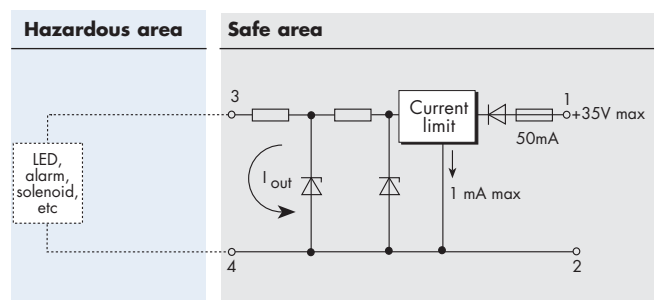 Hazardous area
Safe area
3
Current
limit
1
+35V max
50mA
LED,
alarm,
solenoid,
etc
I out
1 mA max
4
2